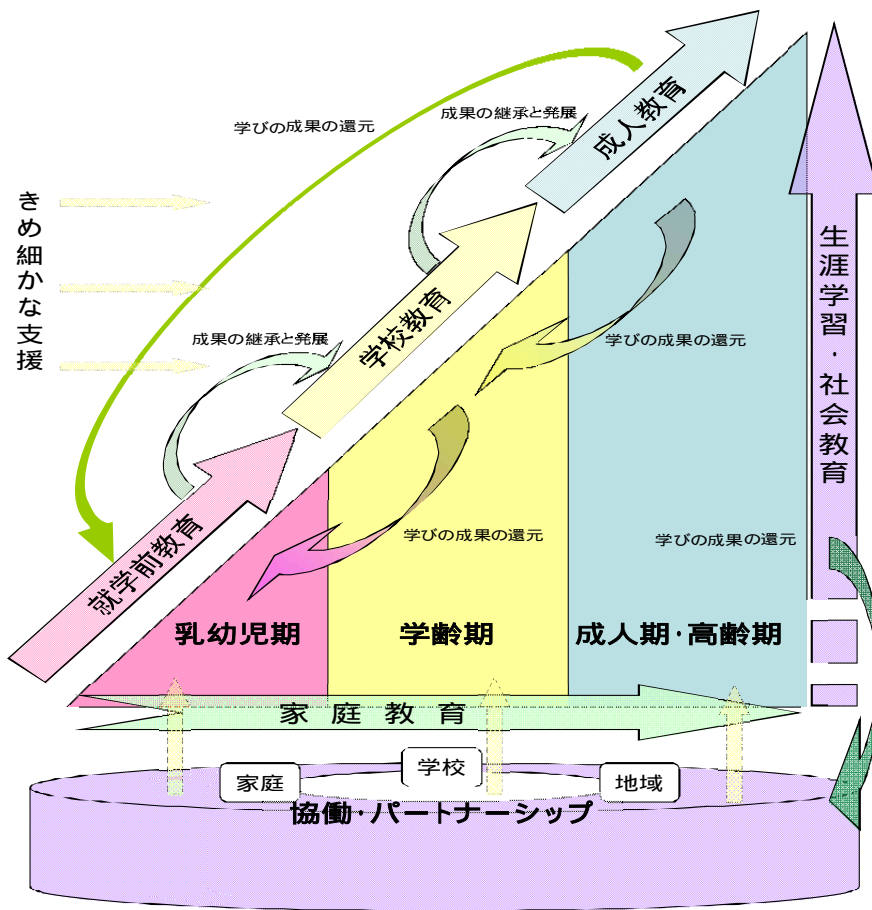 成人教育
成果の継承と発展
学びの成果の還元
きめ細かな支援
生涯学習・社会教育
学校教育
成果の継承と発展
学びの成果の還元
就学前教育
学びの成果の還元
学びの成果の還元
乳幼児期
学齢期
成人期・高齢期
家庭教育
学校
家庭
地域
協働・パートナーシップ